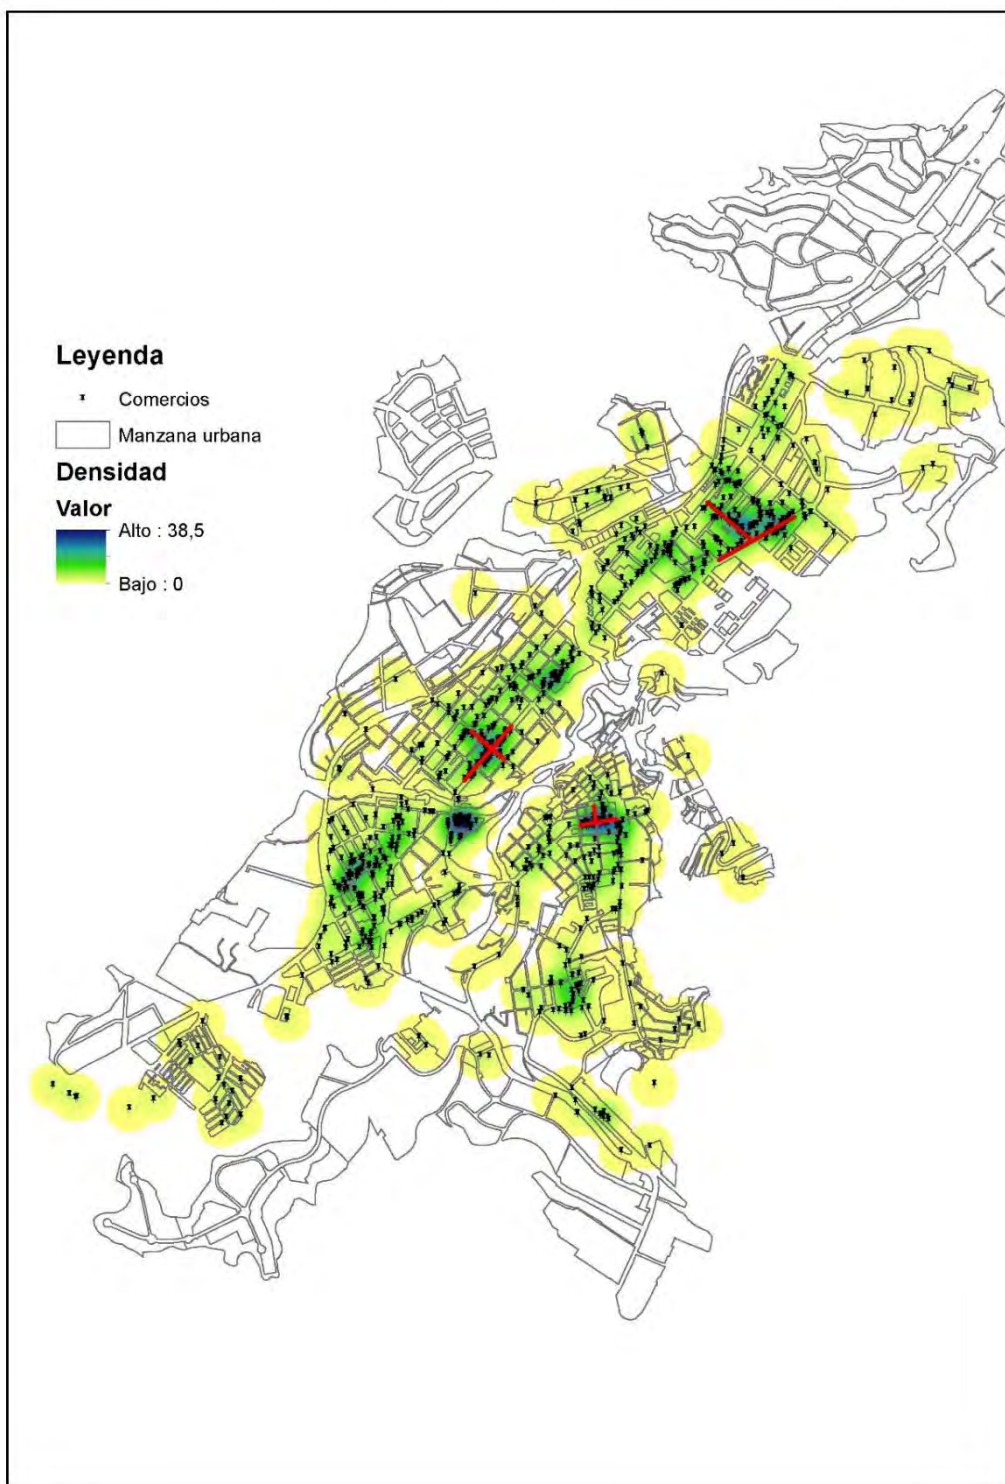 Leyenda
Comercios
Manzana urbana
Densidad
Valor
Alto : 38,5
Bajo : 0